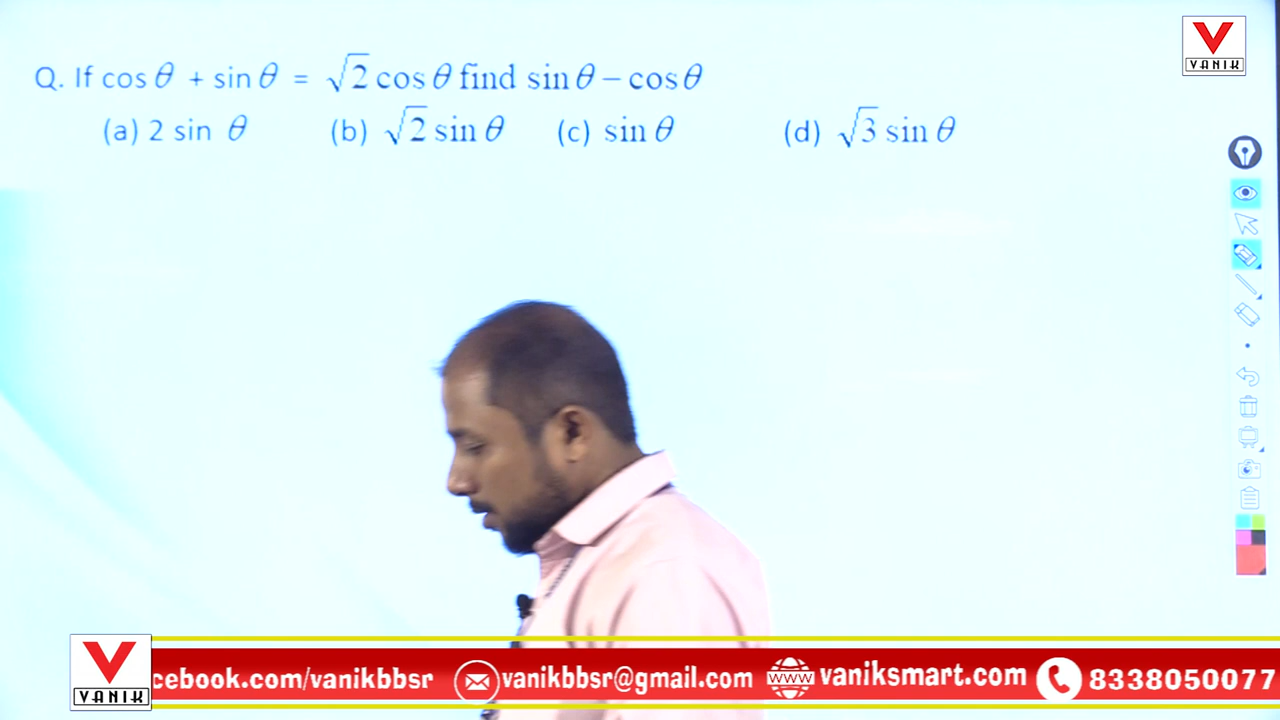 VANIK
Q. If cos θ + sin θ = √2 cos θ find sin θ – cos θ
(a) 2 sin θ (b) √2 sin θ (c) sin θ (d) √3 sin θ
VANIK
cebook.com/vanikbbsr vanikbbsr@gmail.com www vaniksmart.com 8338050077